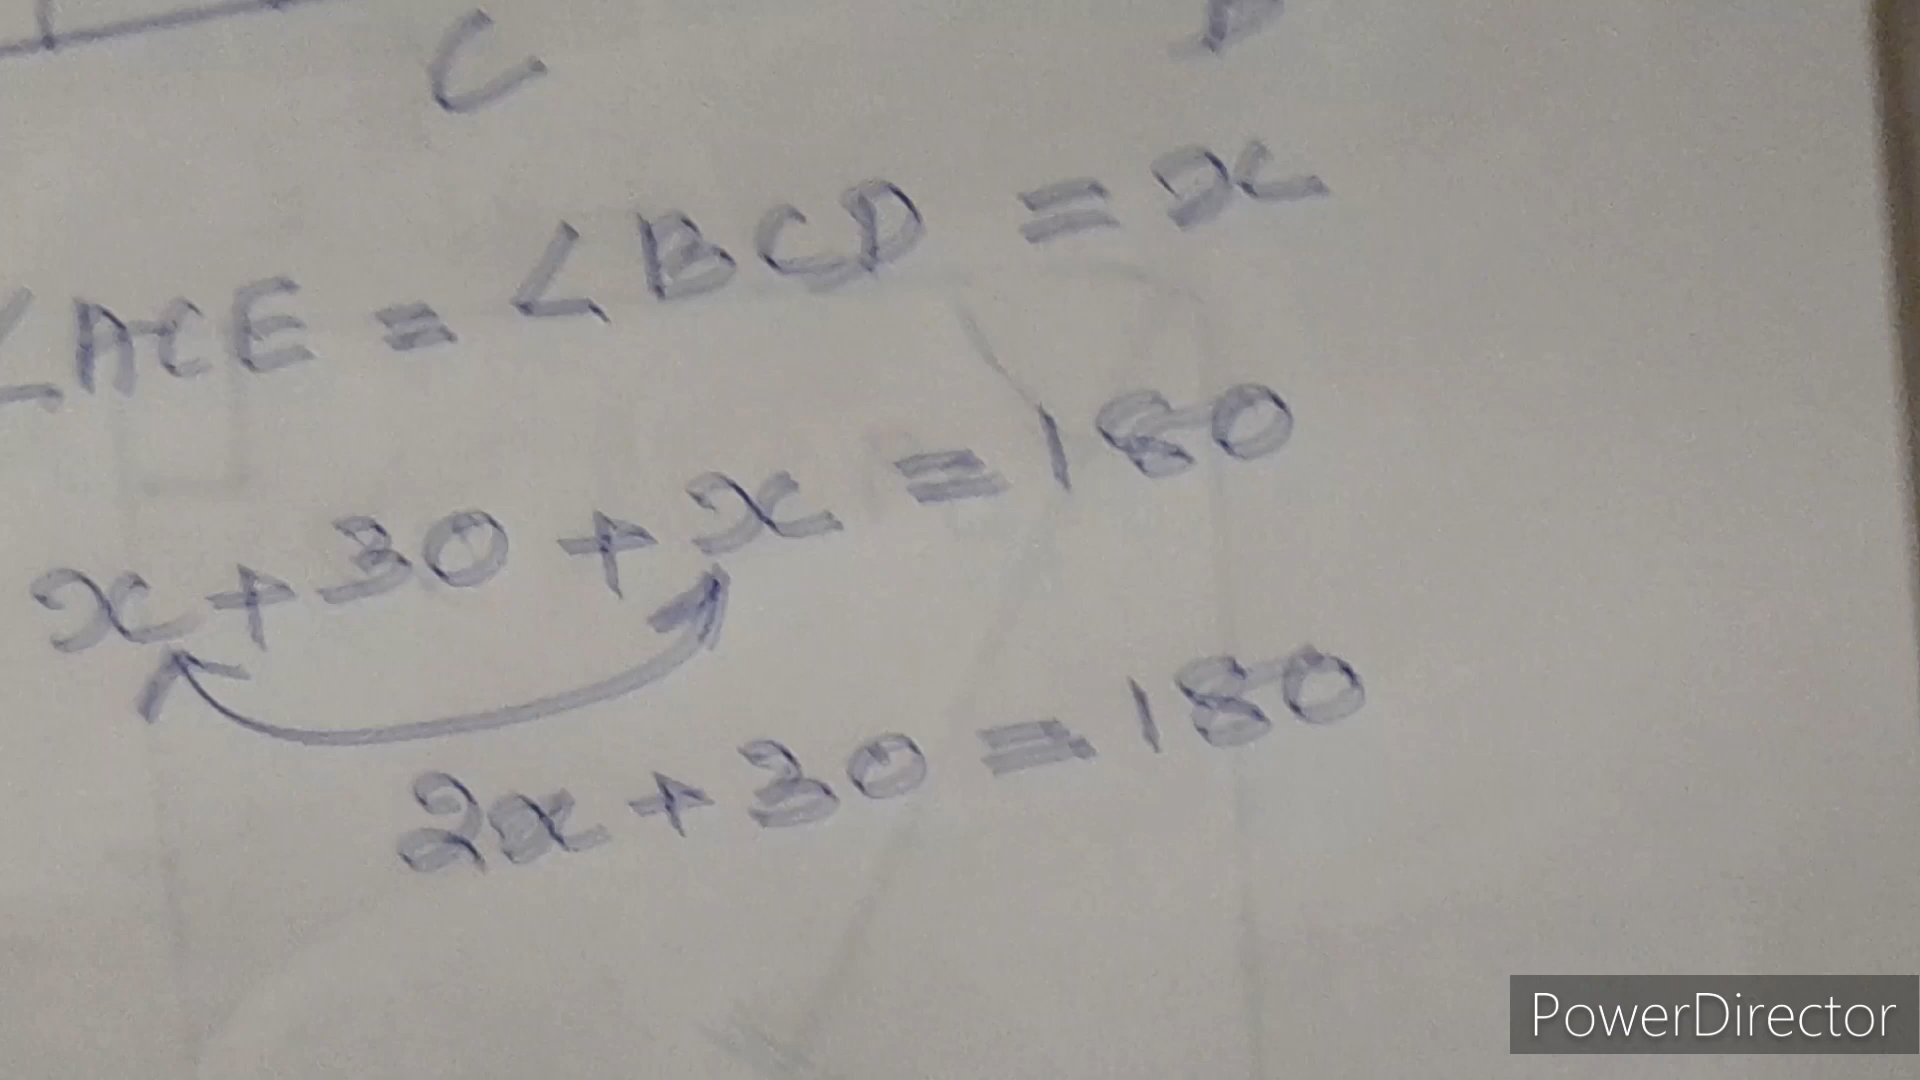 C D
∠ACE = ∠BCD = x
x + 30 + x = 180
2x + 30 = 180
PowerDirector